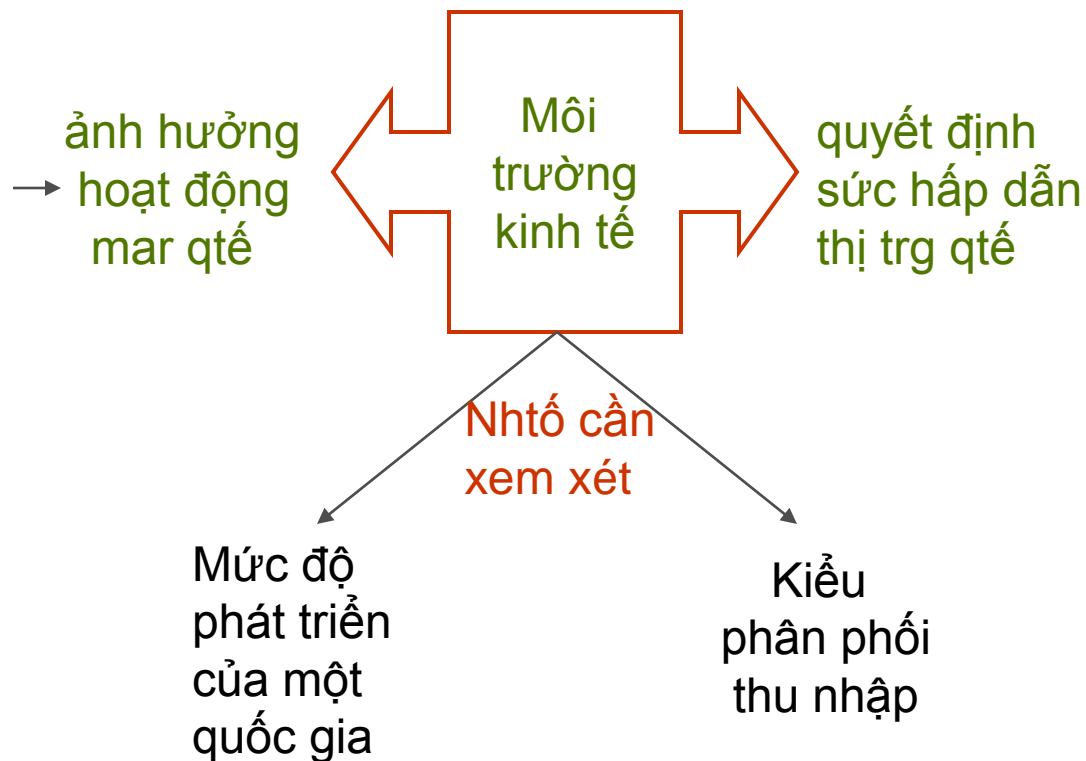 ảnh hưởng
hoạt động
mar qtế
Môi
trường
kinh tế
quyết định
sức hấp dẫn
thị trg qtế
Nhtố cần
xem xét
Mức độ
phát triển
của một
quốc gia
Kiểu
phân phối
thu nhập